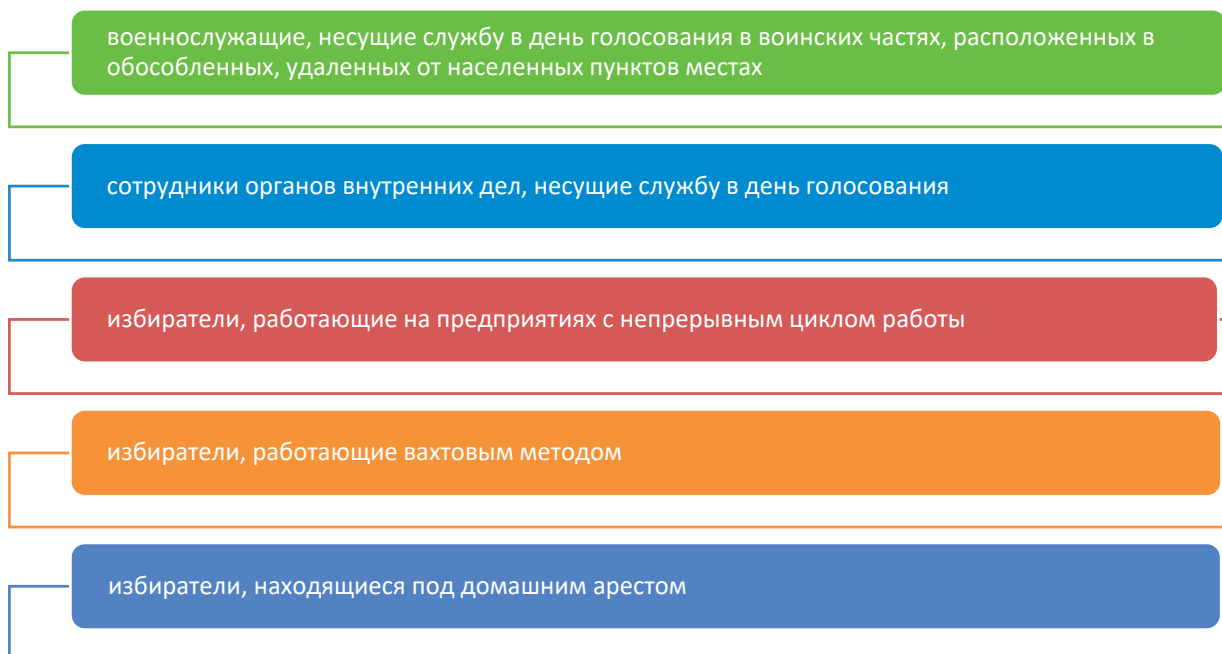 военнослужащие, несущие службу в день голосования в воинских частях, расположенных в
обособленных, удаленных от населенных пунктов местах
сотрудники органов внутренних дел, несущие службу в день голосования
избиратели, работающие на предприятиях с непрерывным циклом работы
избиратели, работающие вахтовым методом
избиратели, находящиеся под домашним арестом